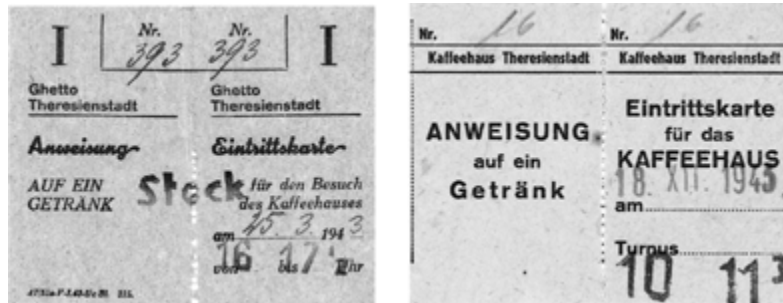 I
Nr.
393
Nr.
393
I
Ghetto
Theresienstadt
Ghetto
Theresienstadt
Anweisung
Eintrittskarte
AUF EIN
GETRÄNK
Stock
für den Besuch
des Kaffeehauses
am 25. 3. 1943
von 16 bis 17 Uhr
Nr. 16
Nr. 16
Kaffeehaus Theresienstadt
Kaffeehaus Theresienstadt
ANWEISUNG
auf ein
Getränk
Eintrittskarte
für das
KAFFEEHAUS
18. XII. 1943
am
Turnus
10 11